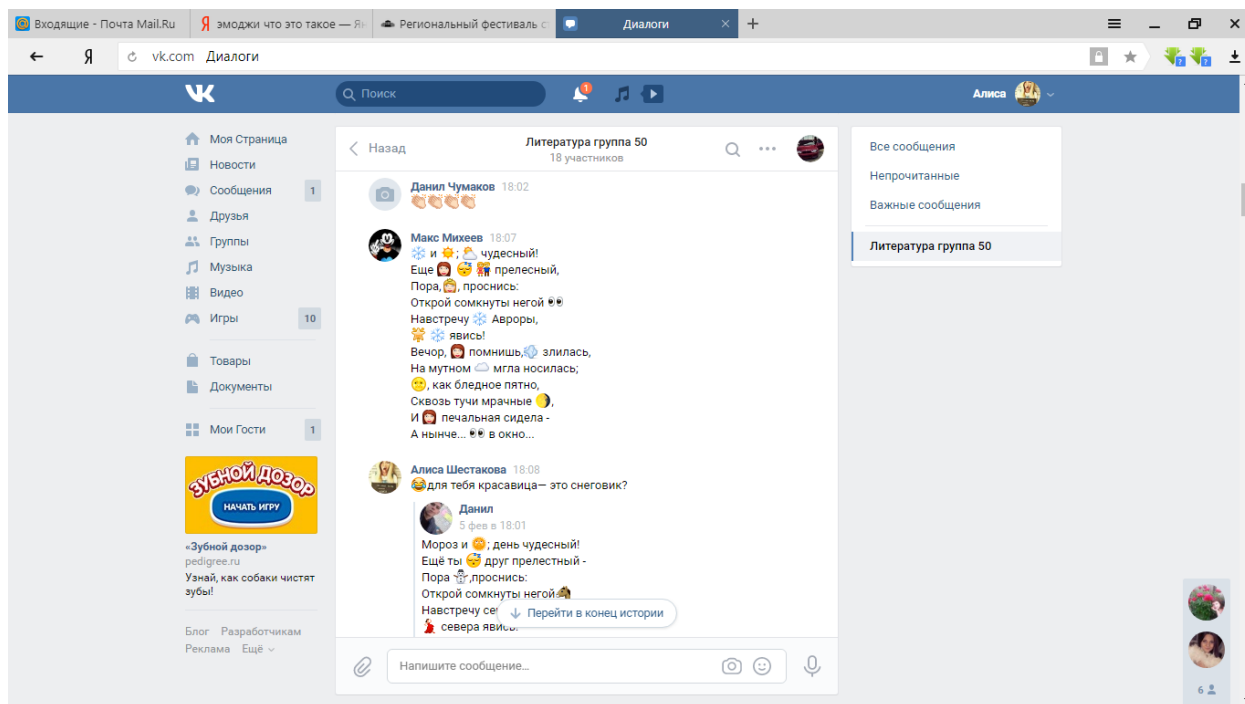 Входящие - Почта Mail.Ru
Я эмоджи что это такое — Ян
Региональный фестиваль с
Диалоги
Я vk.com Диалоги
Поиск
1
Алиса
Моя Страница
Новости
Сообщения 1
Друзья
Группы
Музыка
Видео
Игры 10
Товары
Документы
Мои Гости 1
ЗУБНОЙ ДОЗОР
НАЧАТЬ ИГРУ
«Зубной дозор»
pedigree.ru
Узнай, как собаки чистят
зубы!
Блог Разработчикам
Реклама Ещё
Назад
Литература группа 50
18 участников
Данил Чумаков 18:02
👏👏👏👏
Макс Михеев 18:07
❄ и ☀; ⛅ чудесный!
Еще 👩 😴 👫 прелесный,
Пора,👸, проснись:
Открой сомкнуты негой 👀
Навстречу ❄ Авроры,
🌟 ❄ явись!
Вечор, 👩 помнишь,💨 злилась,
На мутном ☁ мгла носилась;
🌝, как бледное пятно,
Сквозь тучи мрачные 🌖,
И 👩 печальная сидела -
А нынче... 👀 в окно...
Алиса Шестакова 18:08
😂для тебя красавица— это снеговик?
Данил
5 фев в 18:01
Мороз и 🌞; день чудесный!
Ещё ты 😴 друг прелестный -
Пора ⛄,проснись:
Открой сомкнуты негой🐴
Навстречу се
💃 севера явись.
Перейти в конец истории
Напишите сообщение...
Все сообщения
Непрочитанные
Важные сообщения
Литература группа 50
6